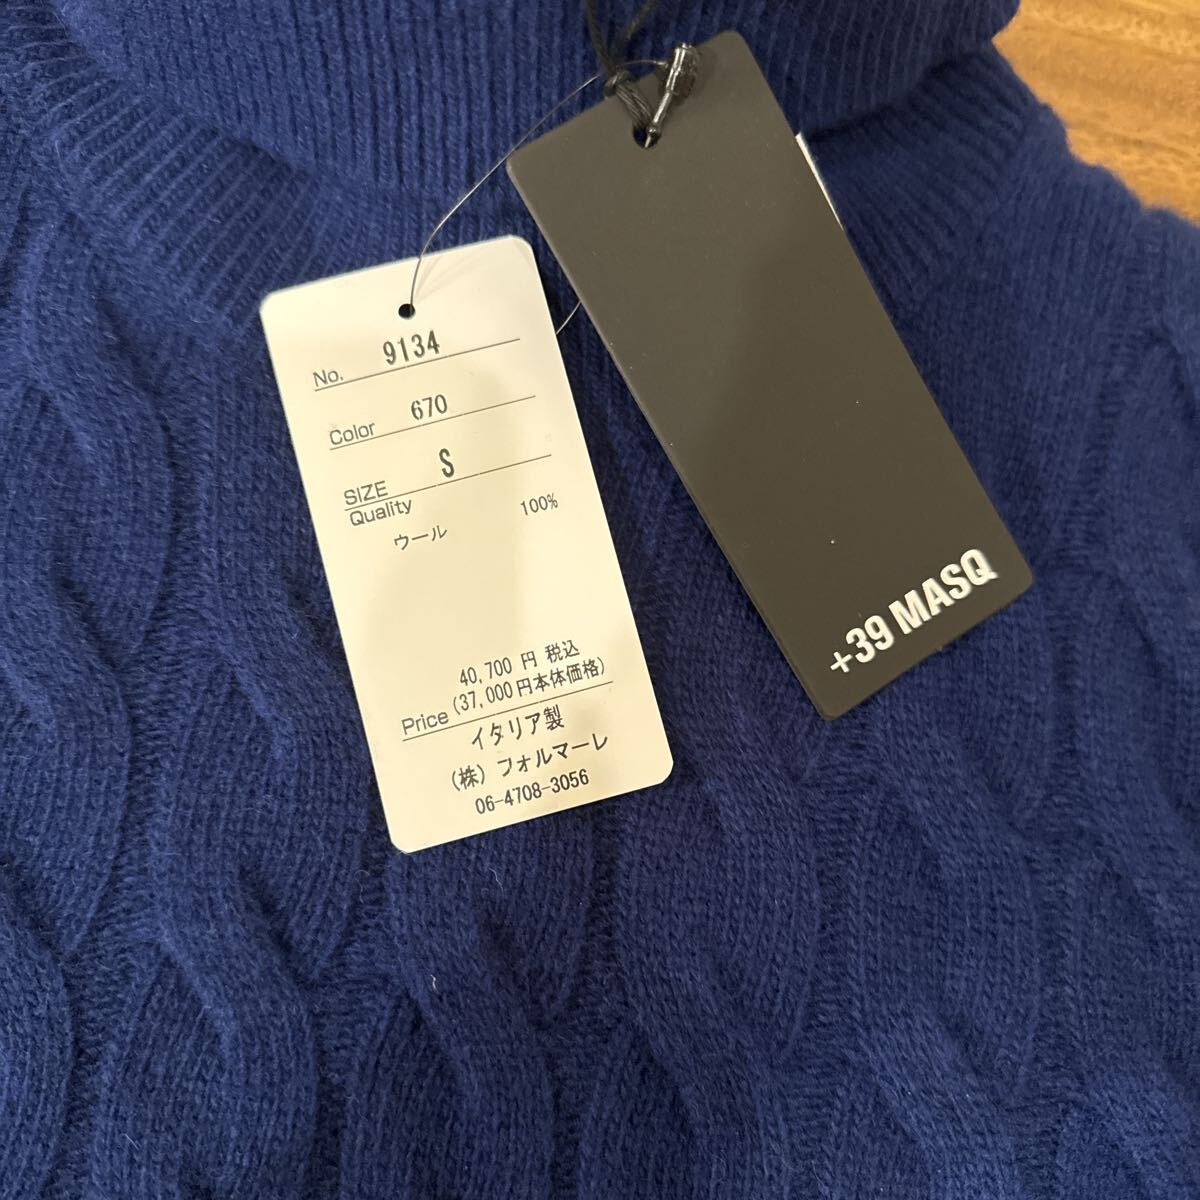 No. 9134
Color 670
SIZE S
Quality
ウール 100%
40,700 円 税込
Price (37,000円本体価格)
イタリア製
(株) フォルマーレ
06-4708-3056
+39 MASQ